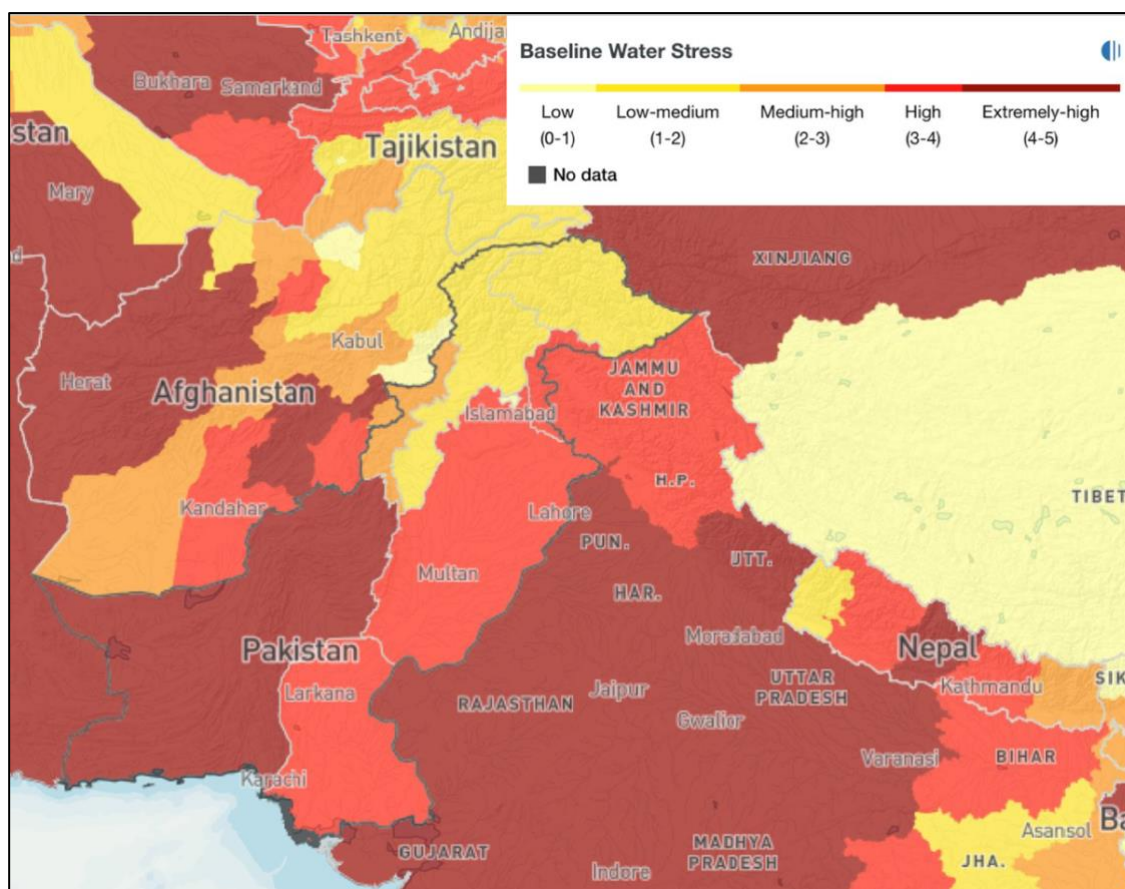 Tashkent
Andija
Baseline Water Stress
Low
(0-1)
Low-medium
(1-2)
Medium-high
(2-3)
High
(3-4)
Extremely-high
(4-5)
No data
Bukhara
Samarkand
stan
Tajikistan
Mary
d
XINJIANG
Kabul
Herat
Afghanistan
JAMMU
AND
KASHMIR
Islamabad
H.P.
TIBET
Kandahar
Lahore
PUN.
UTT.
Multan
HAR.
Moradabad
Pakistan
Nepal
Larkana
RAJASTHAN
Jaipur
UTTAR
PRADESH
Kathmandu
SIK
Gwalior
Varanasi
BIHAR
Karachi
Asansol
Ba
GUJARAT
MADHYA
PRADESH
JHA.
Indore